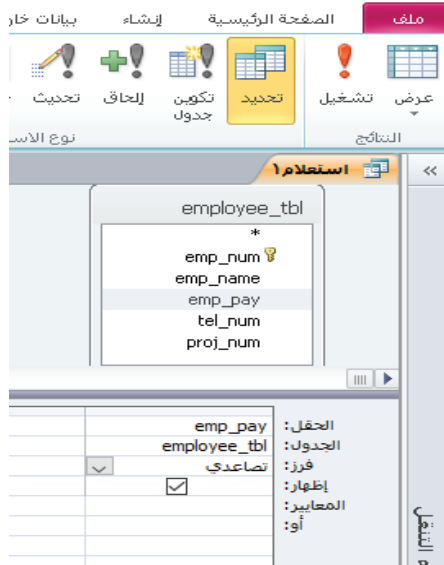 ملف الصفحة الرئيسية إنشاء بيانات خار
عرض تشغيل تحديد تكوين جدول إلحاق تحديث
النتائج نوع الاس
استعلام١
employee_tbl
*
emp_num
emp_name
emp_pay
tel_num
proj_num
الحقل: emp_pay
الجدول: employee_tbl
فرز: تصاعدي
إظهار:
المعايير:
أو:
التنقل